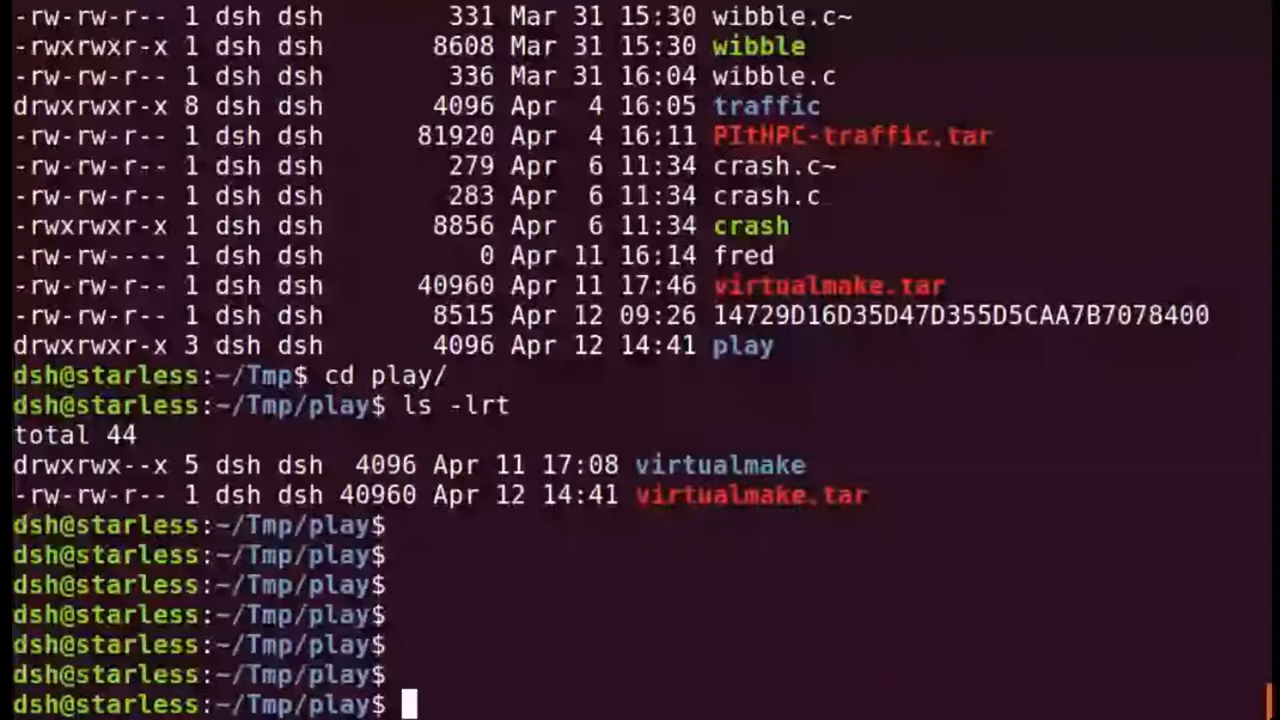 -rw-rw-r-- 1 dsh dsh 331 Mar 31 15:30 wibble.c~
-rwxrwxr-x 1 dsh dsh 8608 Mar 31 15:30 wibble
-rw-rw-r-- 1 dsh dsh 336 Mar 31 16:04 wibble.c
drwxrwxr-x 8 dsh dsh 4096 Apr 4 16:05 traffic
-rw-rw-r-- 1 dsh dsh 81920 Apr 4 16:11 PItHPC-traffic.tar
-rw-rw-r-- 1 dsh dsh 279 Apr 6 11:34 crash.c~
-rw-rw-r-- 1 dsh dsh 283 Apr 6 11:34 crash.c
-rwxrwxr-x 1 dsh dsh 8856 Apr 6 11:34 crash
-rw-rw---- 1 dsh dsh 0 Apr 11 16:14 fred
-rw-rw-r-- 1 dsh dsh 40960 Apr 11 17:46 virtualmake.tar
-rw-rw-r-- 1 dsh dsh 8515 Apr 12 09:26 14729D16D35D47D355D5CAA7B7078400
drwxrwxr-x 3 dsh dsh 4096 Apr 12 14:41 play
dsh@starless:~/Tmp$ cd play/
dsh@starless:~/Tmp/play$ ls -lrt
total 44
drwxrwx--x 5 dsh dsh 4096 Apr 11 17:08 virtualmake
-rw-rw-r-- 1 dsh dsh 40960 Apr 12 14:41 virtualmake.tar
dsh@starless:~/Tmp/play$
dsh@starless:~/Tmp/play$
dsh@starless:~/Tmp/play$
dsh@starless:~/Tmp/play$
dsh@starless:~/Tmp/play$
dsh@starless:~/Tmp/play$
dsh@starless:~/Tmp/play$